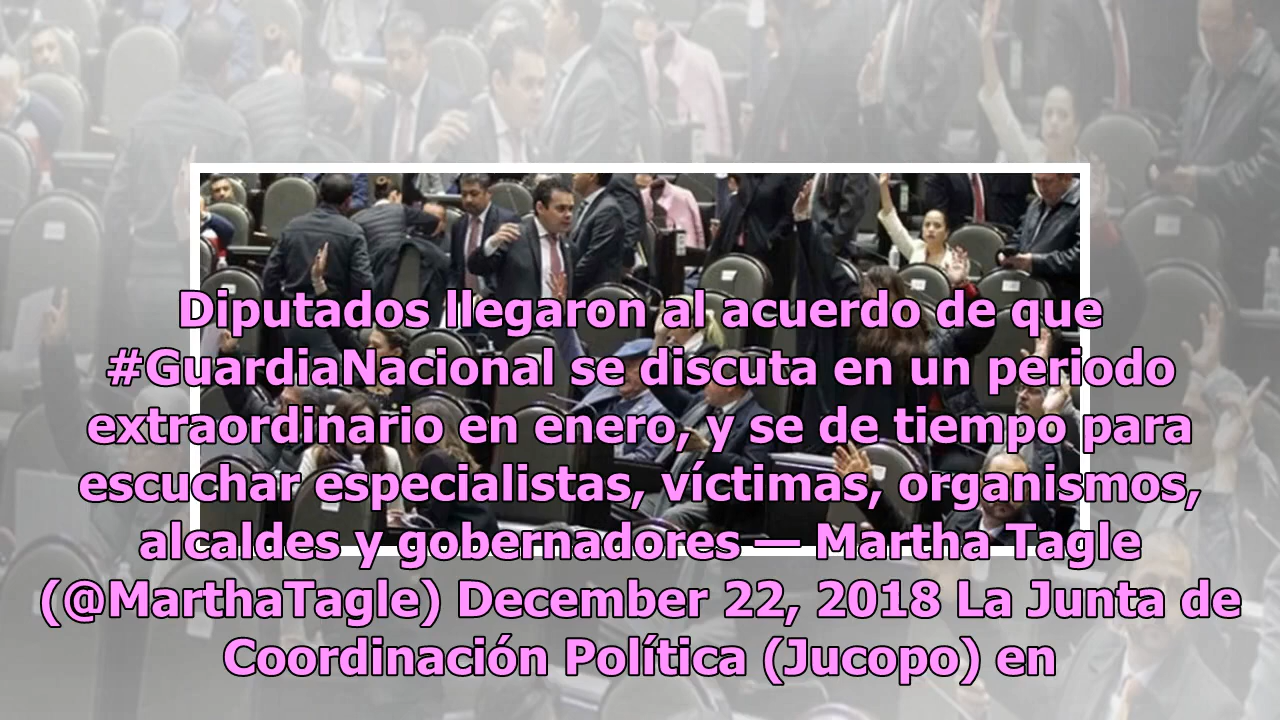 Diputados llegaron al acuerdo de que
#GuardiaNacional se discuta en un periodo
extraordinario en enero, y se de tiempo para
escuchar especialistas, víctimas, organismos,
alcaldes y gobernadores — Martha Tagle
(@MarthaTagle) December 22, 2018 La Junta de
Coordinación Política (Jucopo) en